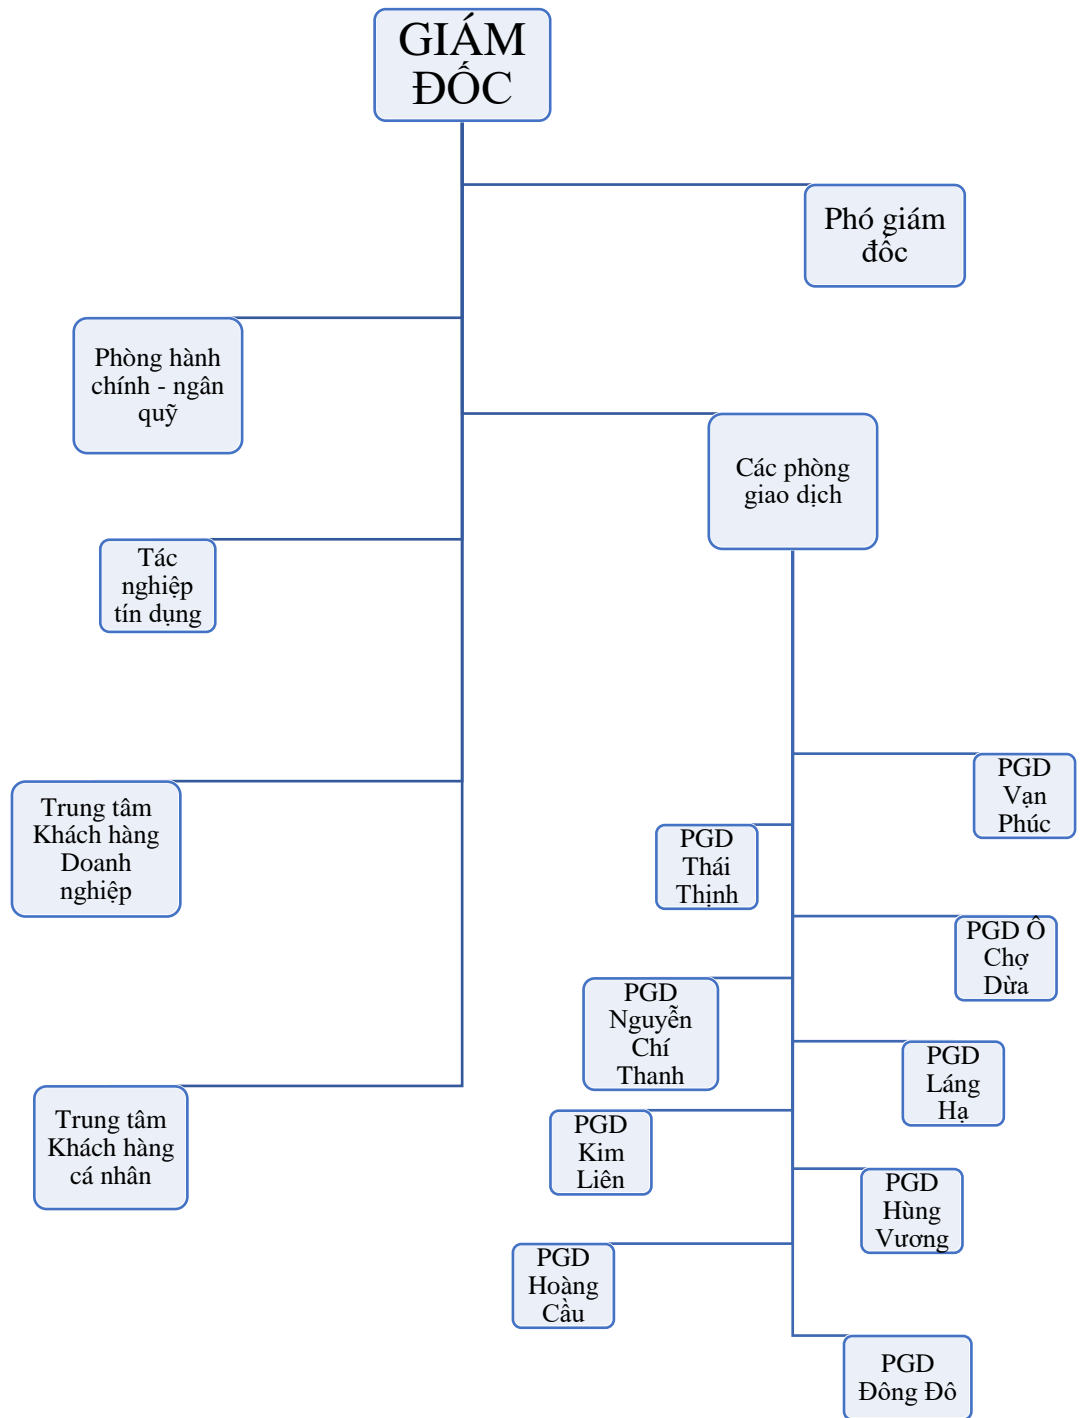 GIÁM
ĐỐC
Phó giám
đốc
Phòng hành
chính - ngân
quỹ
Các phòng
giao dịch
Tác
nghiệp
tín dụng
Trung tâm
Khách hàng
Doanh
nghiệp
PGD
Vạn
Phúc
PGD
Thái
Thịnh
PGD Ô
Chợ
Dừa
PGD
Nguyễn
Chí
Thanh
PGD
Láng
Hạ
Trung tâm
Khách hàng
cá nhân
PGD
Kim
Liên
PGD
Hùng
Vương
PGD
Hoàng
Cầu
PGD
Đông Đô